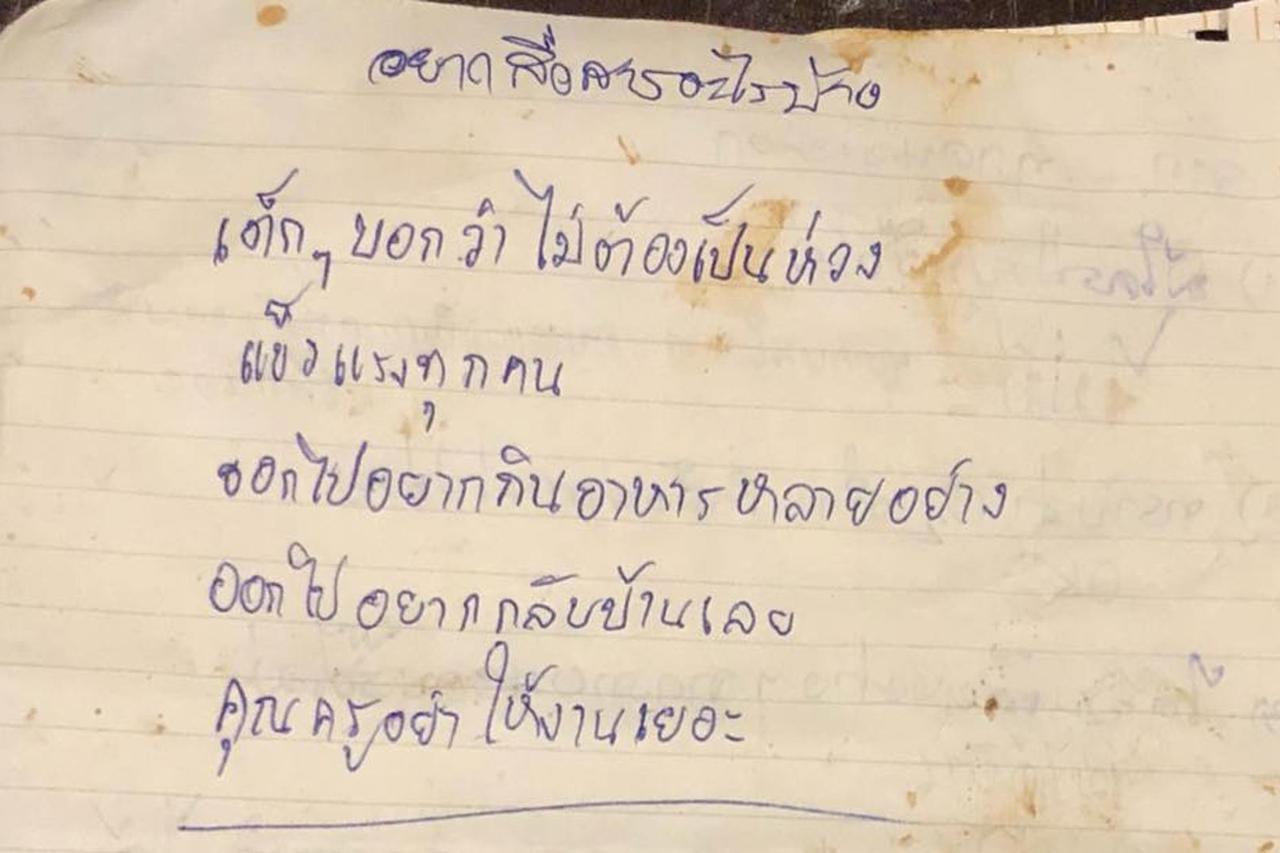 อยากสื่อสารอะไรบ้าง
เด็กๆ บอกว่า ไม่ต้องเป็นห่วง
แข็งแรงทุกคน
ออกไปอยากกินอาหารหลายอย่าง
ออกไปอยากกลับบ้านเลย
คุณครูอย่าให้งานเยอะ